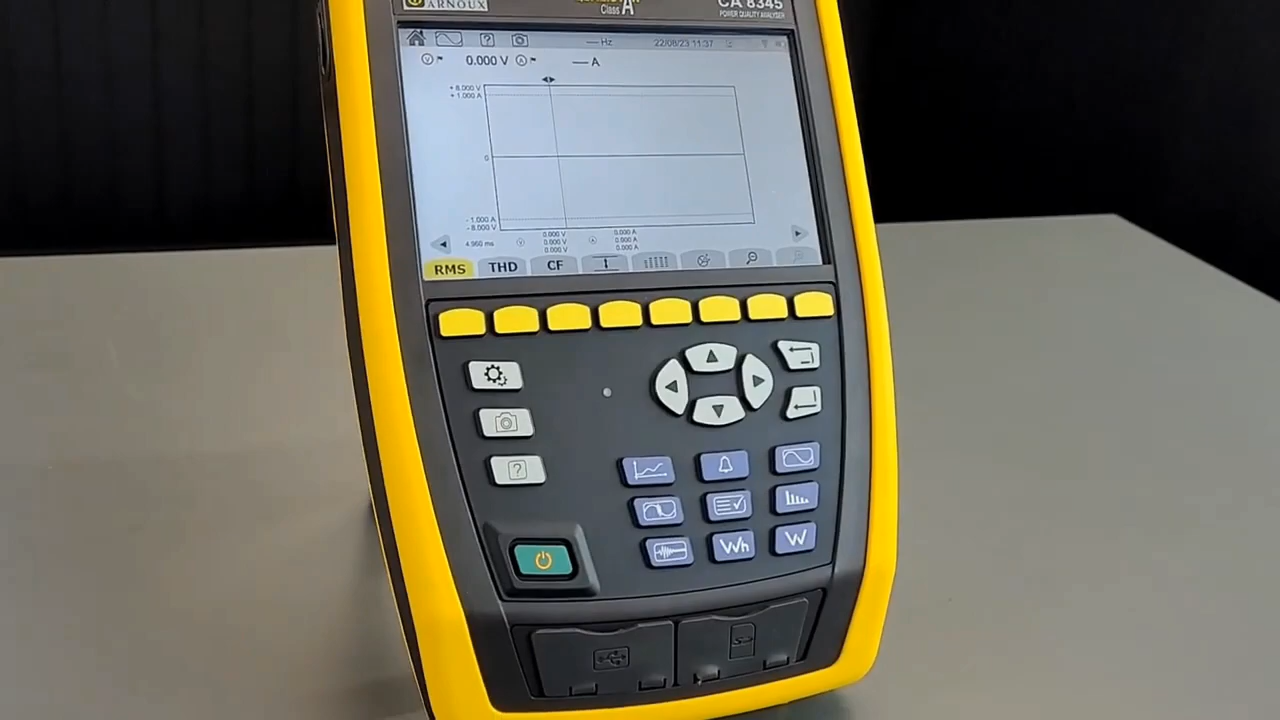 ARNOUX
Class A
CA 8345
POWER QUALITY ANALYSER
?
— Hz
22/08/23 11:37
V 0.000 V A — A
+ 8.000 V
+ 1.000 A
0
- 1.000 A
- 8.000 V
4.960 ms
V
0.000 V
0.000 V
0.000 V
A
0.000 A
0.000 A
0.000 A
RMS THD CF
?
Wh W